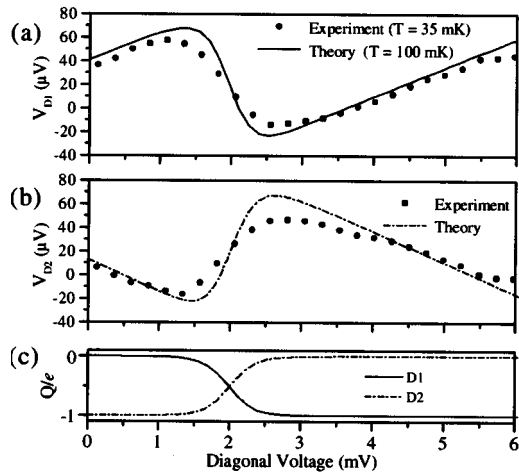 (a)
80
60
40
20
0
-20
40
V_D1 (μV)
Experiment (T = 35 mK)
Theory (T = 100 mK)
(b)
80
60
40
20
0
-20
-40
V_D2 (μV)
Experiment
Theory
(c)
0
-1
Q/e
D1
D2
0 1 2 3 4 5 6
Diagonal Voltage (mV)